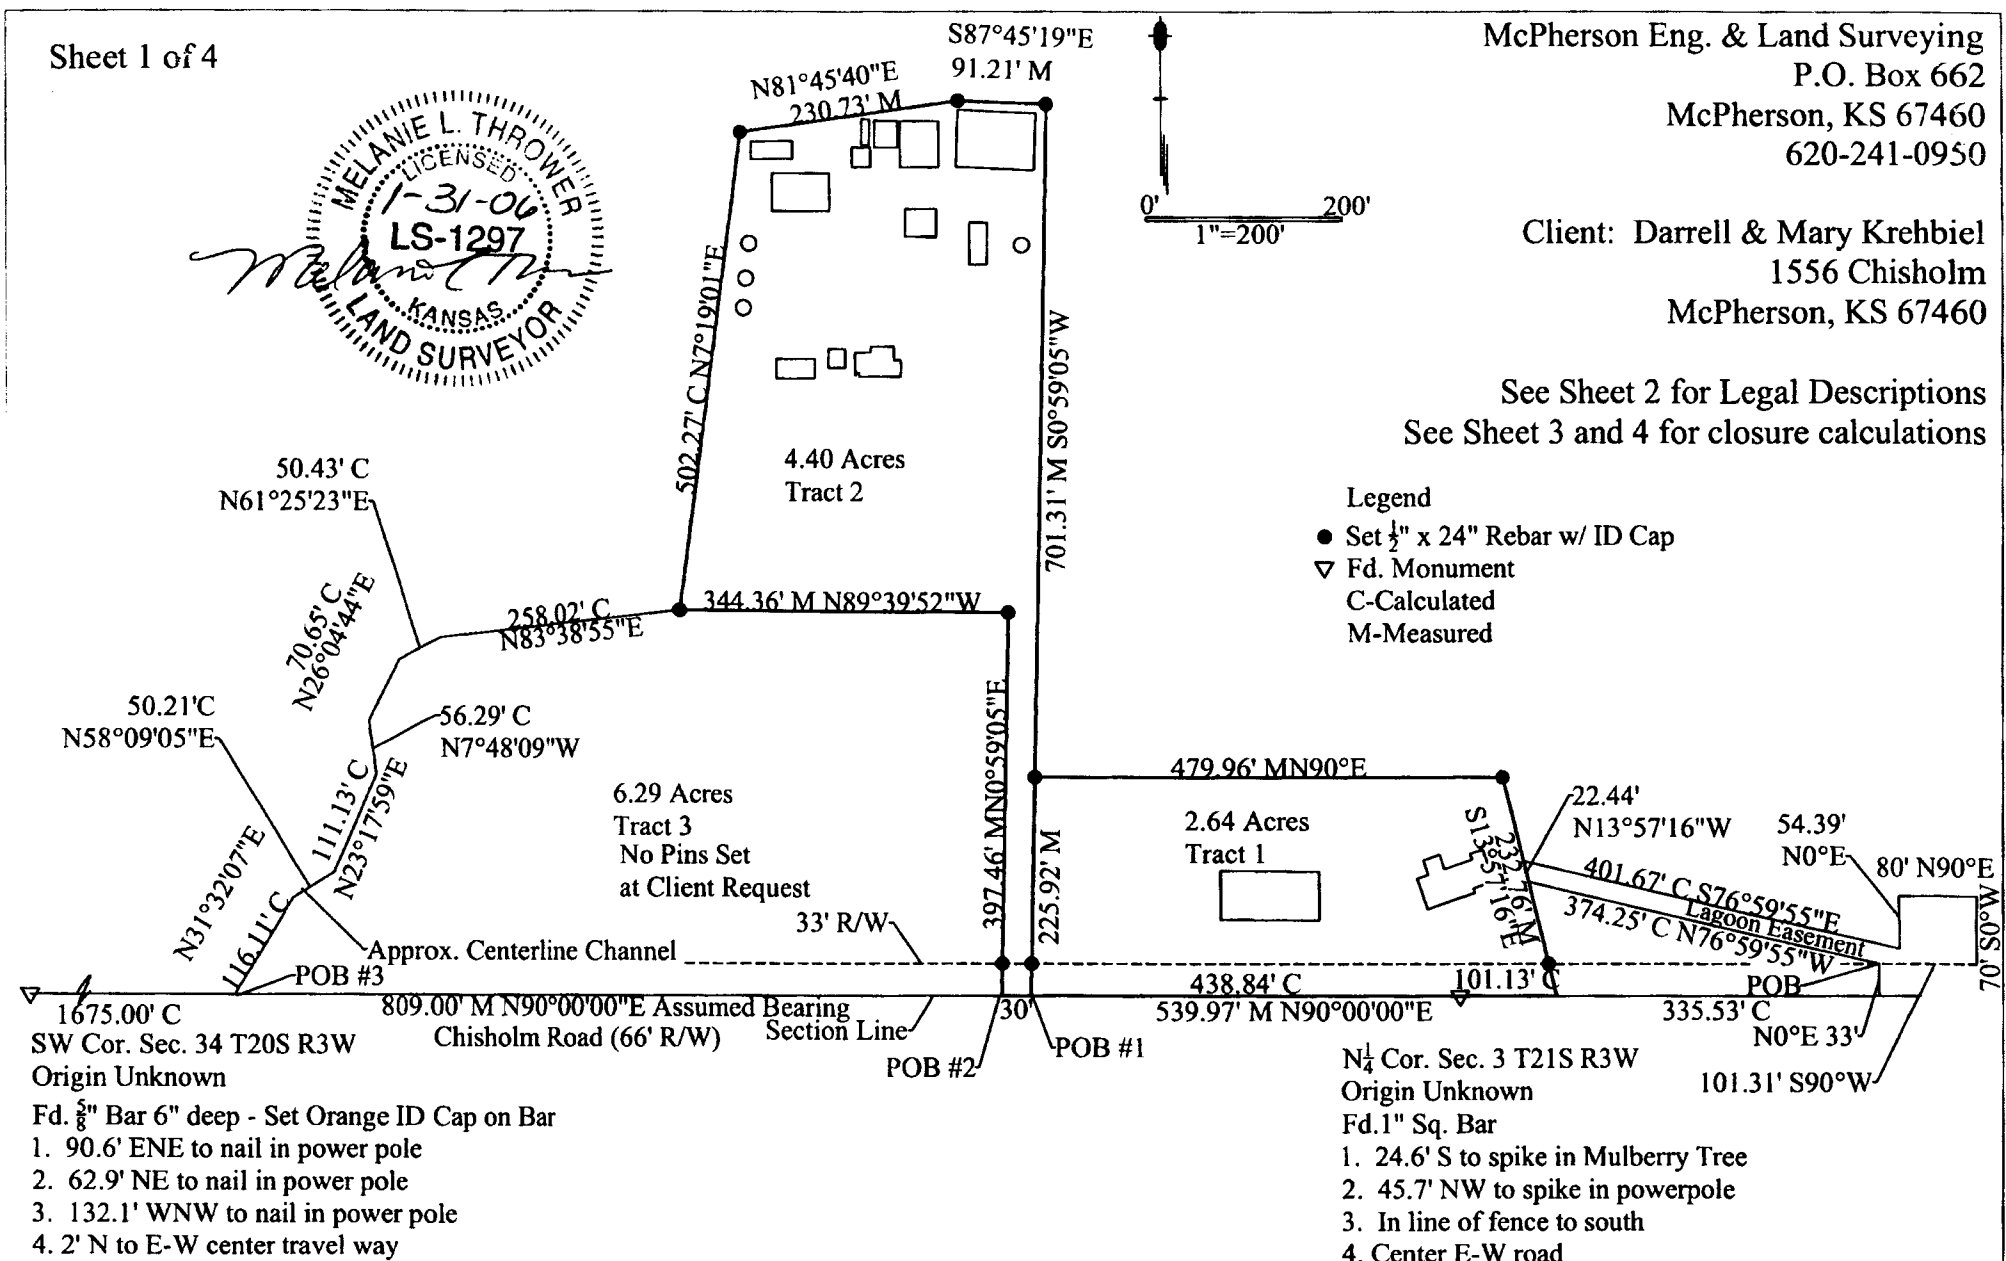 Sheet 1 of 4
S87°45'19"E
91.21' M
N81°45'40"E
230.73' M
McPherson Eng. & Land Surveying
P.O. Box 662
McPherson, KS 67460
620-241-0950
MELANIE L. THROWER
LICENSED
1-31-06
LS-1297
KANSAS
LAND SURVEYOR
0' 200'
1"=200'
Client: Darrell & Mary Krehbiel
1556 Chisholm
McPherson, KS 67460
See Sheet 2 for Legal Descriptions
See Sheet 3 and 4 for closure calculations
502.27' C N7°19'01"E
701.31' M S0°59'05"W
4.40 Acres
Tract 2
Legend
Set ½" x 24" Rebar w/ ID Cap
Fd. Monument
C-Calculated
M-Measured
50.43' C
N61°25'23"E
70.65' C
N26°04'44"E
258.02' C
N83°38'55"E
344.36' M N89°39'52"W
50.21'C
N58°09'05"E
56.29' C
N7°48'09"W
111.13' C
N23°17'59"E
N31°32'07"E
116.11' C
6.29 Acres
Tract 3
No Pins Set
at Client Request
397.46' MN0°59'05"E
225.92' M
479.96' MN90°E
2.64 Acres
Tract 1
232.76' M
S13°57'16"E
22.44'
N13°57'16"W
54.39'
N0°E
80' N90°E
401.67' C S76°59'55"E
Lagoon Easement
374.25' C N76°59'55"W
70' S0°W
33' R/W
Approx. Centerline Channel
POB #3
POB
1675.00' C
809.00' M N90°00'00"E Assumed Bearing
Chisholm Road (66' R/W)
Section Line
30'
438.84' C
101.13' C
539.97' M N90°00'00"E
335.53' C
N0°E 33'
101.31' S90°W
POB #2
POB #1
SW Cor. Sec. 34 T20S R3W
Origin Unknown
Fd. ⅝" Bar 6" deep - Set Orange ID Cap on Bar
1. 90.6' ENE to nail in power pole
2. 62.9' NE to nail in power pole
3. 132.1' WNW to nail in power pole
4. 2' N to E-W center travel way
N¼ Cor. Sec. 3 T21S R3W
Origin Unknown
Fd.1" Sq. Bar
1. 24.6' S to spike in Mulberry Tree
2. 45.7' NW to spike in powerpole
3. In line of fence to south
4. Center E-W road